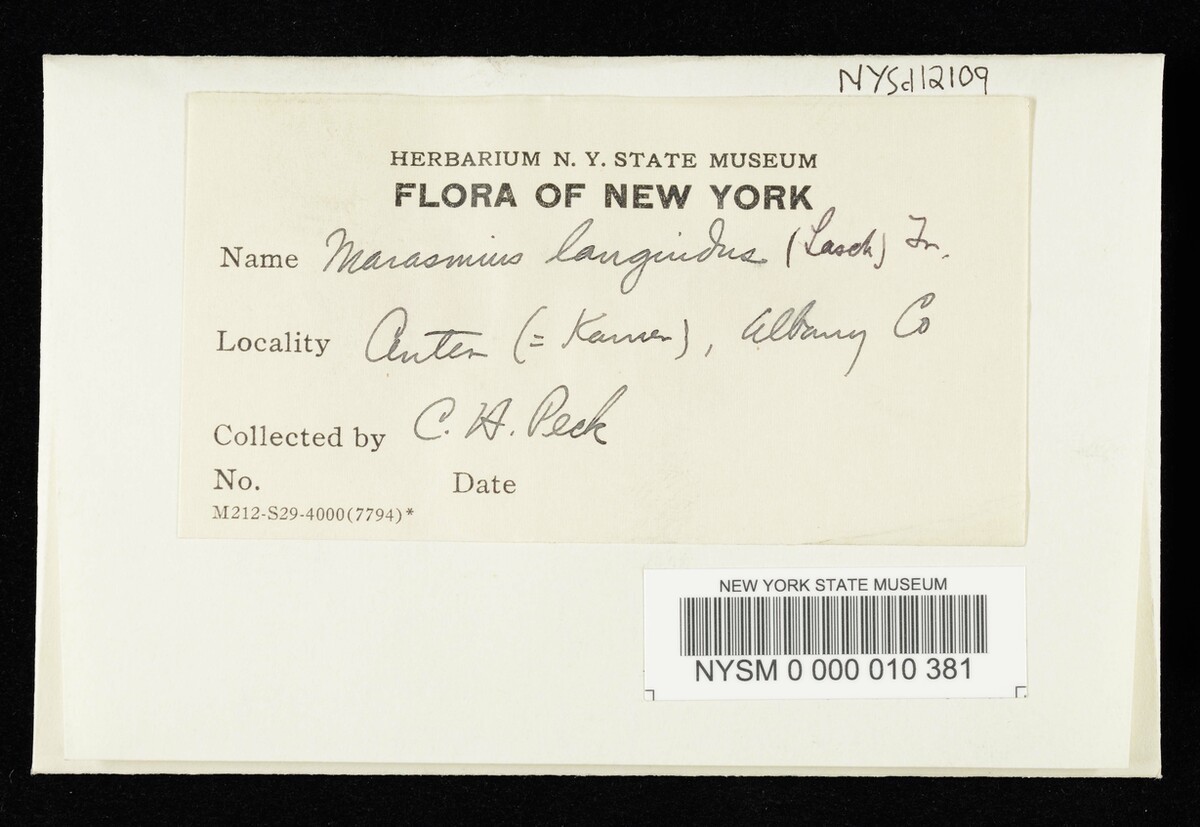 NYSd12109
HERBARIUM N. Y. STATE MUSEUM
FLORA OF NEW YORK
Name Marasmius languidus (Lasch) Fr.
Locality Center (= Karner), Albany Co
Collected by C. H. Peck
No. Date
M212-S29-4000(7794)*
NEW YORK STATE MUSEUM
NYSM 0 000 010 381